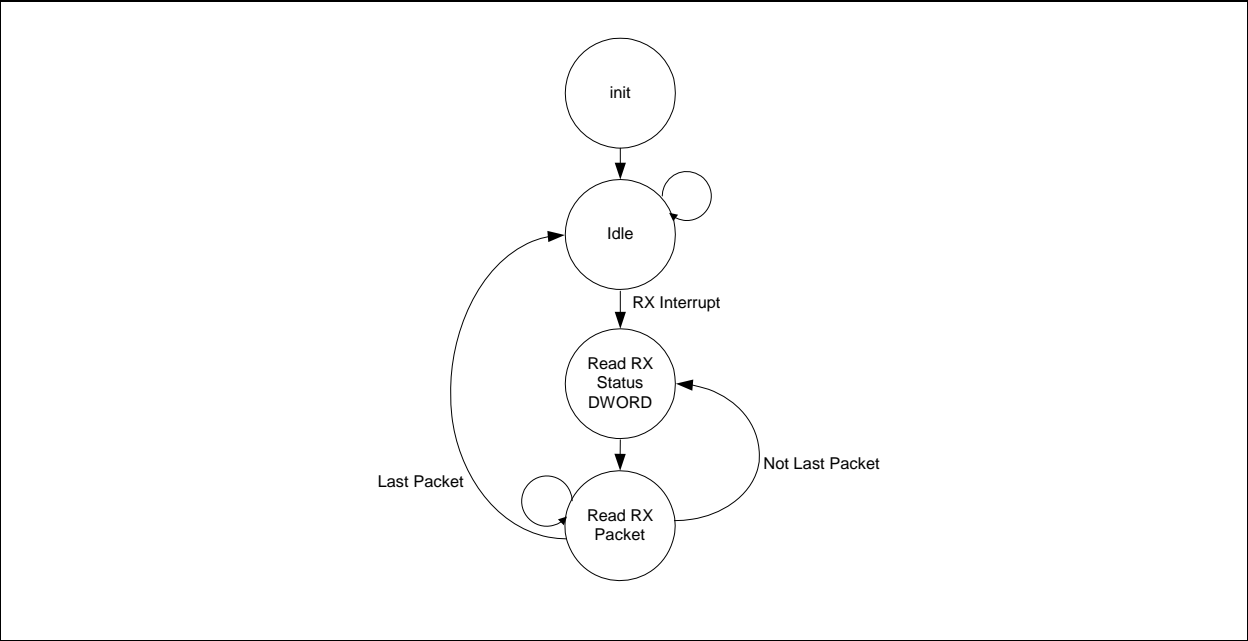 init
Idle
RX Interrupt
Read RX
Status
DWORD
Not Last Packet
Last Packet
Read RX
Packet